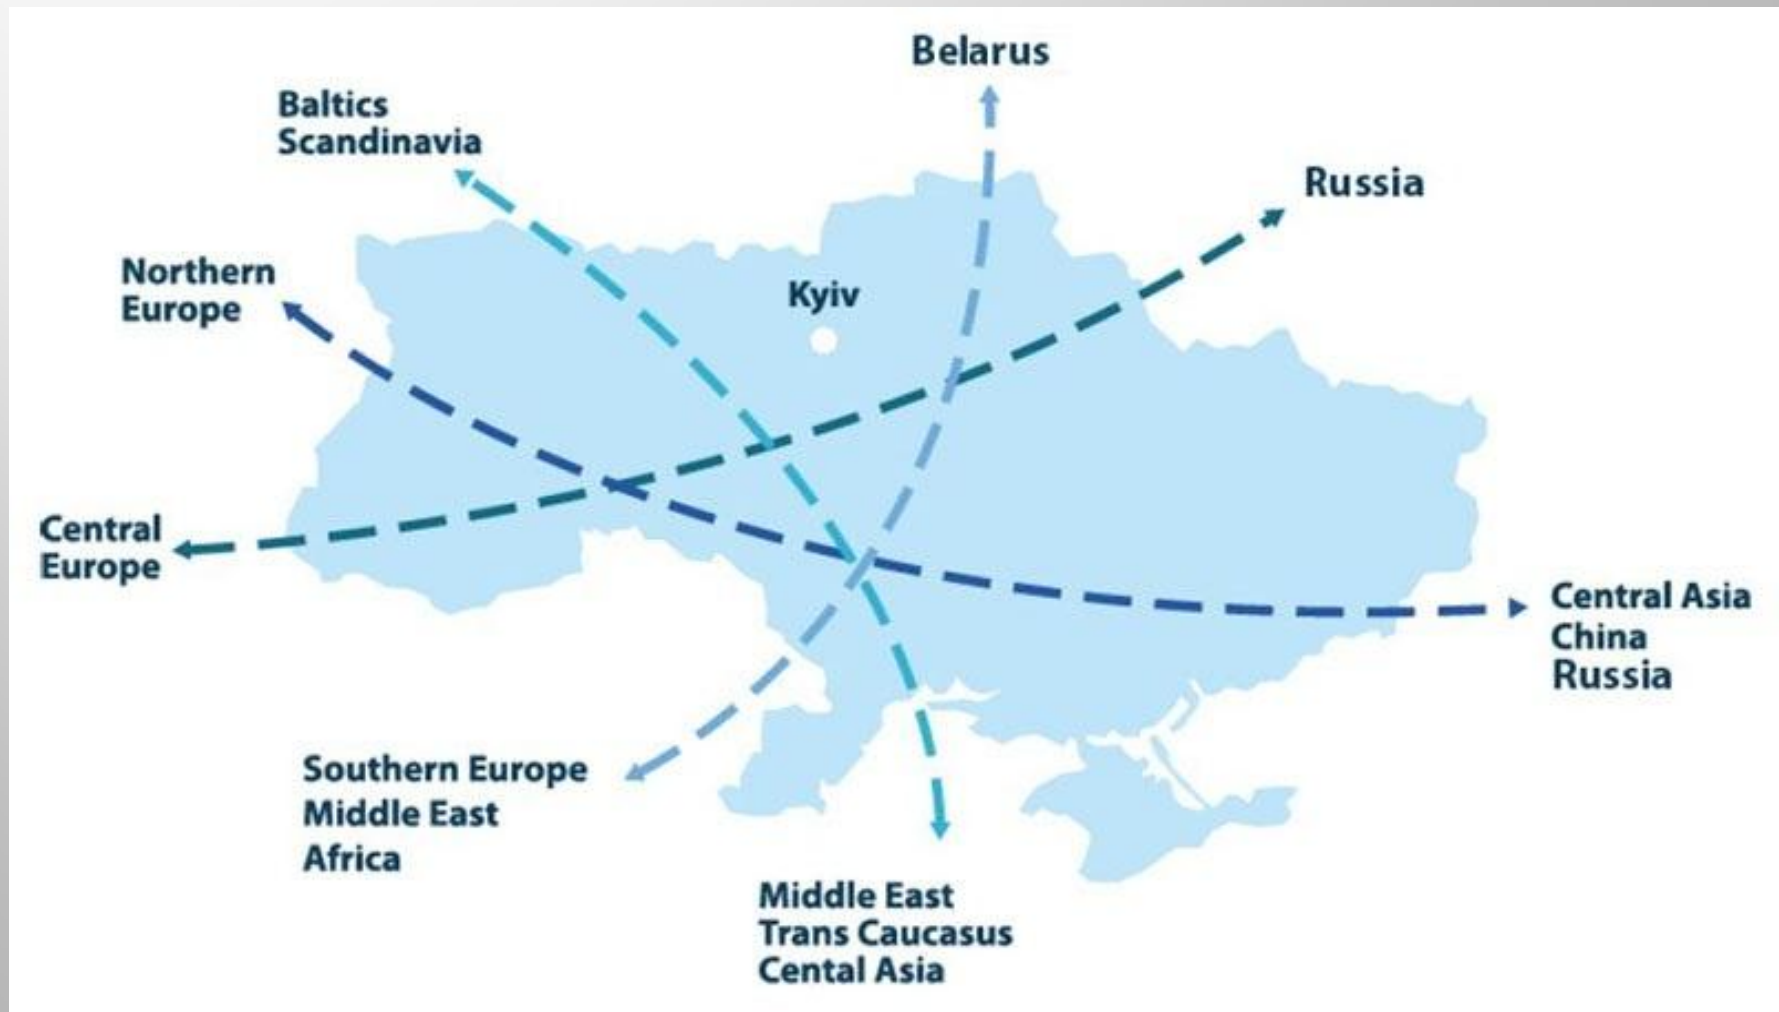 Belarus
Baltics
Scandinavia
Russia
Northern
Europe
Kyiv
Central
Europe
Central Asia
China
Russia
Southern Europe
Middle East
Africa
Middle East
Trans Caucasus
Cental Asia